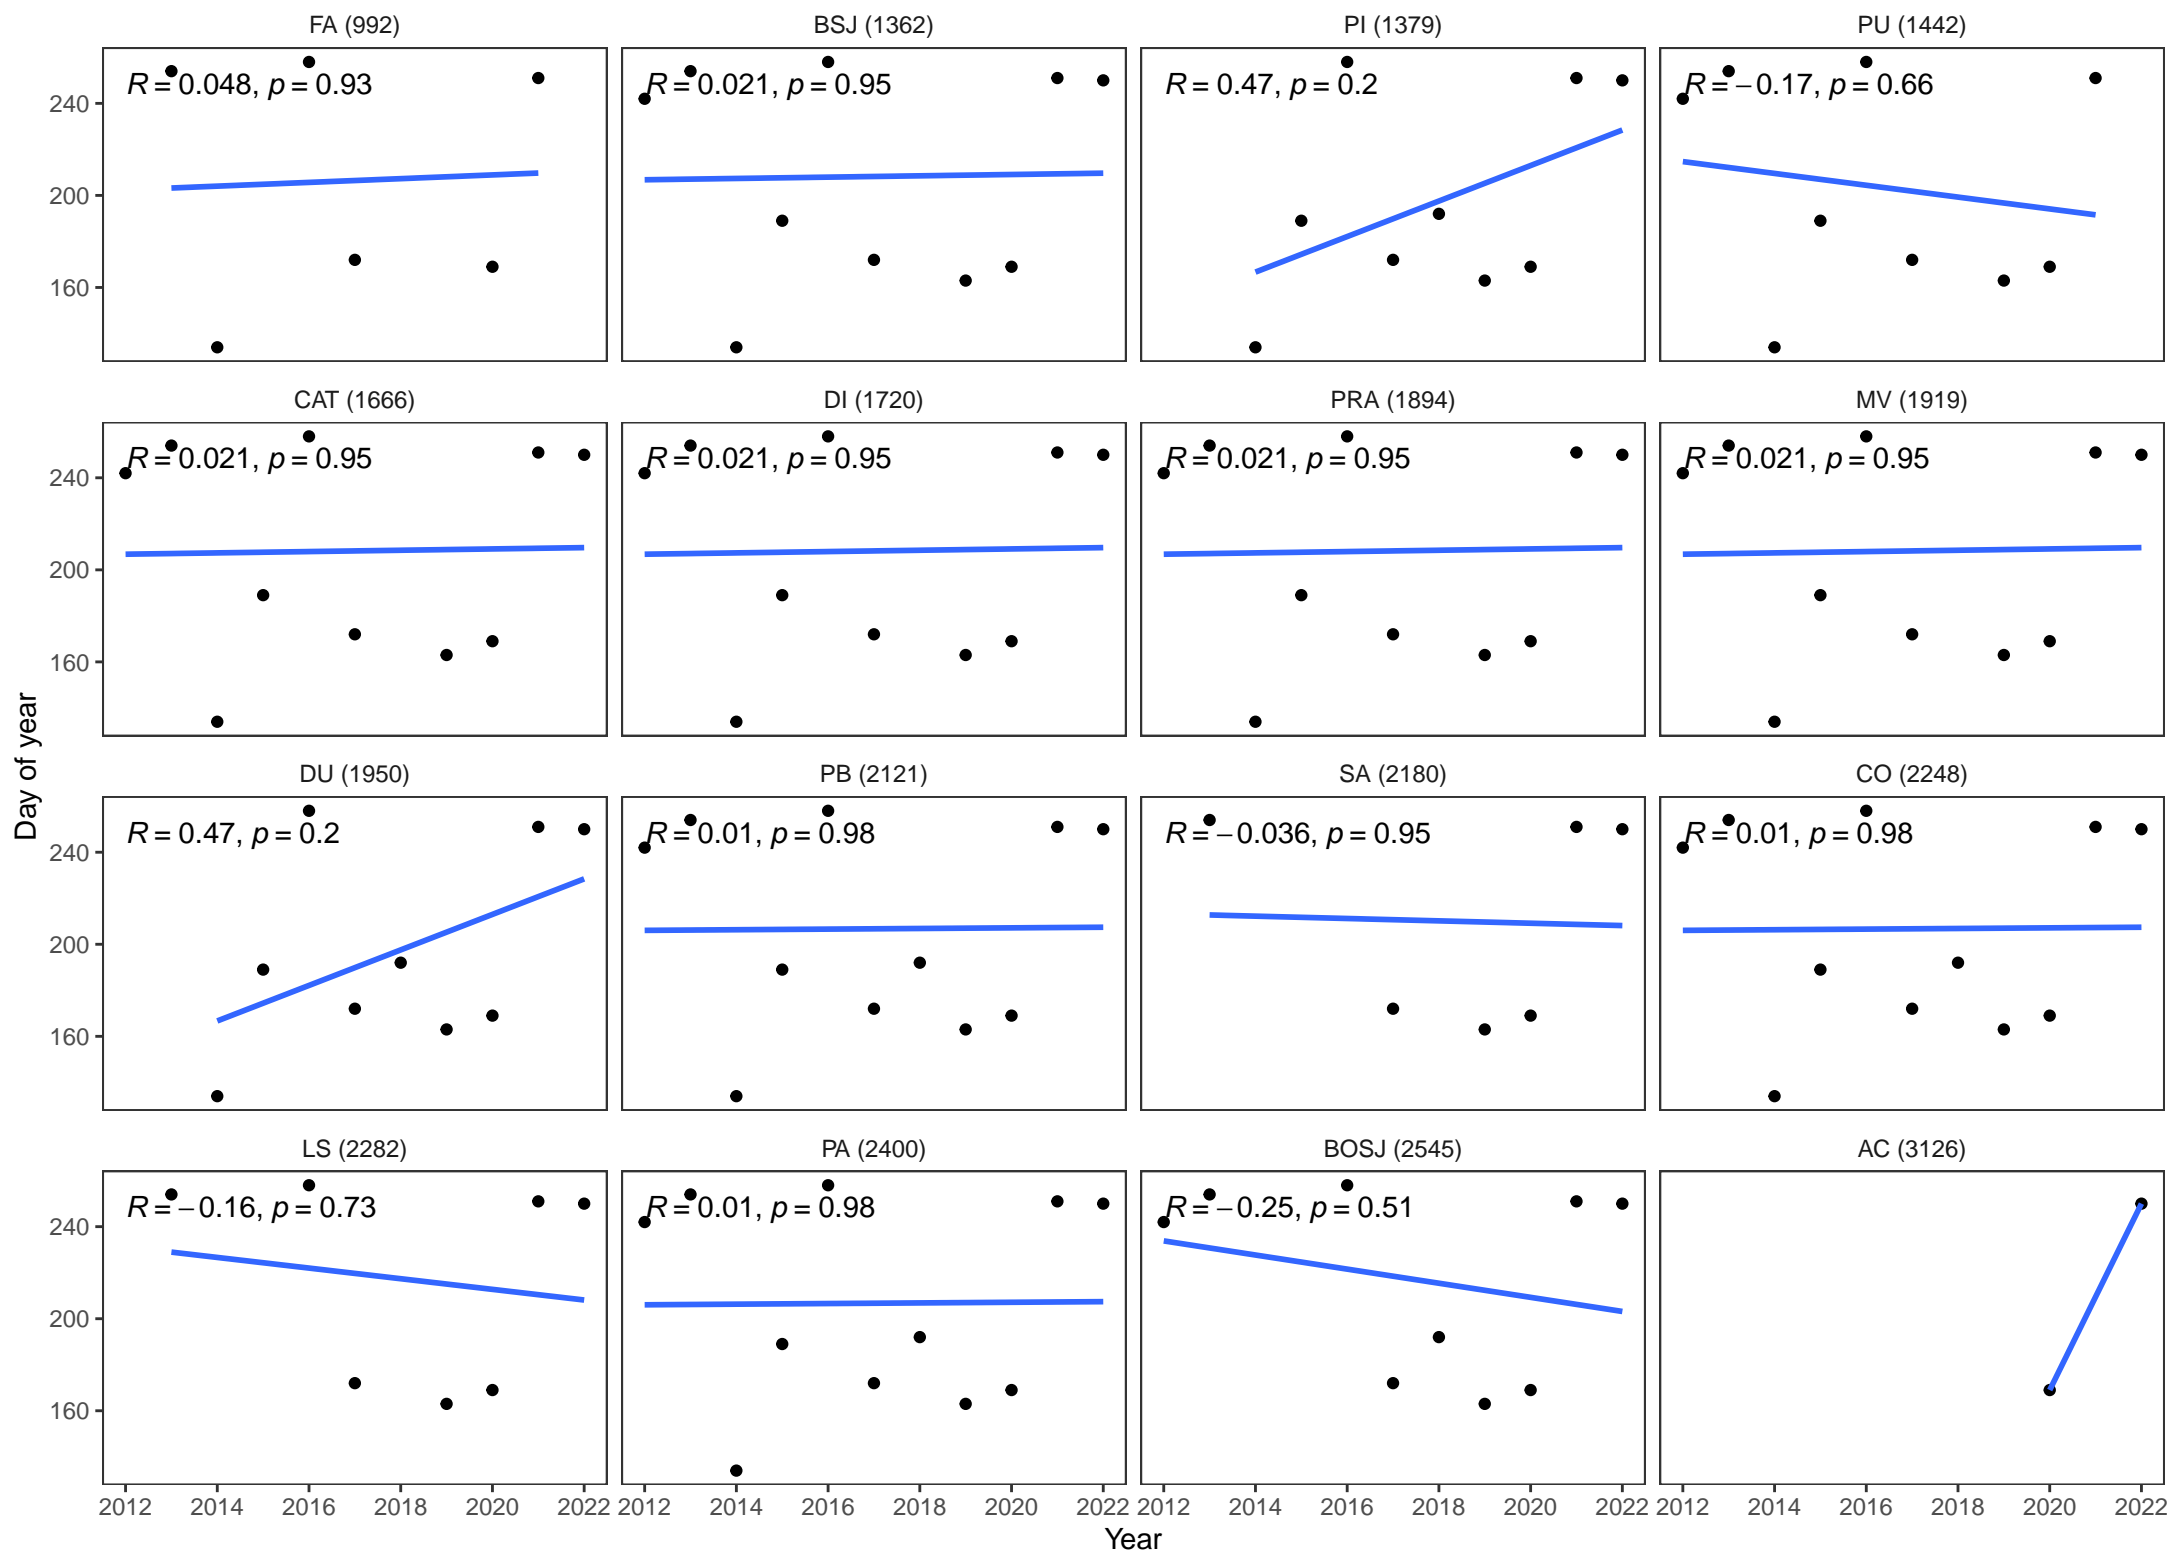 FA (992) BSJ (1362) PI (1379) PU (1442)
R = 0.048, p = 0.93 R = 0.021, p = 0.95 R = 0.47, p = 0.2 R = −0.17, p = 0.66
240
200
160
CAT (1666) DI (1720) PRA (1894) MV (1919)
R = 0.021, p = 0.95 R = 0.021, p = 0.95 R = 0.021, p = 0.95 R = 0.021, p = 0.95
240
200
160
Day of year
DU (1950) PB (2121) SA (2180) CO (2248)
R = 0.47, p = 0.2 R = 0.01, p = 0.98 R = −0.036, p = 0.95 R = 0.01, p = 0.98
240
200
160
LS (2282) PA (2400) BOSJ (2545) AC (3126)
R = −0.16, p = 0.73 R = 0.01, p = 0.98 R = −0.25, p = 0.51
240
200
160
2012 2014 2016 2018 2020 2022 2012 2014 2016 2018 2020 2022 2012 2014 2016 2018 2020 2022 2012 2014 2016 2018 2020 2022
Year